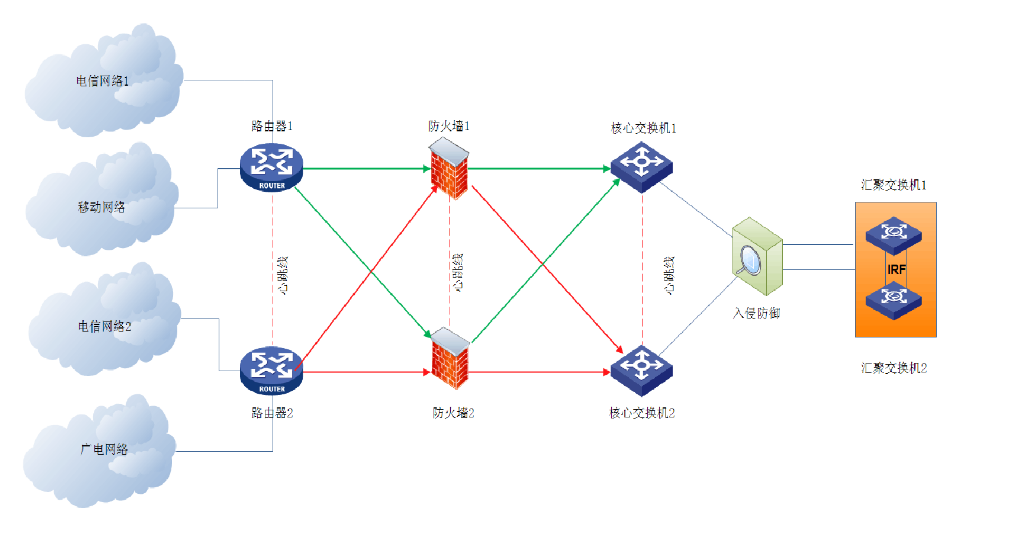 电信网络1
移动网络
电信网络2
广电网络
路由器1
ROUTER
心跳线
ROUTER
路由器2
防火墙1
心跳线
防火墙2
核心交换机1
心跳线
核心交换机2
入侵防御
汇聚交换机1
IRF
汇聚交换机2